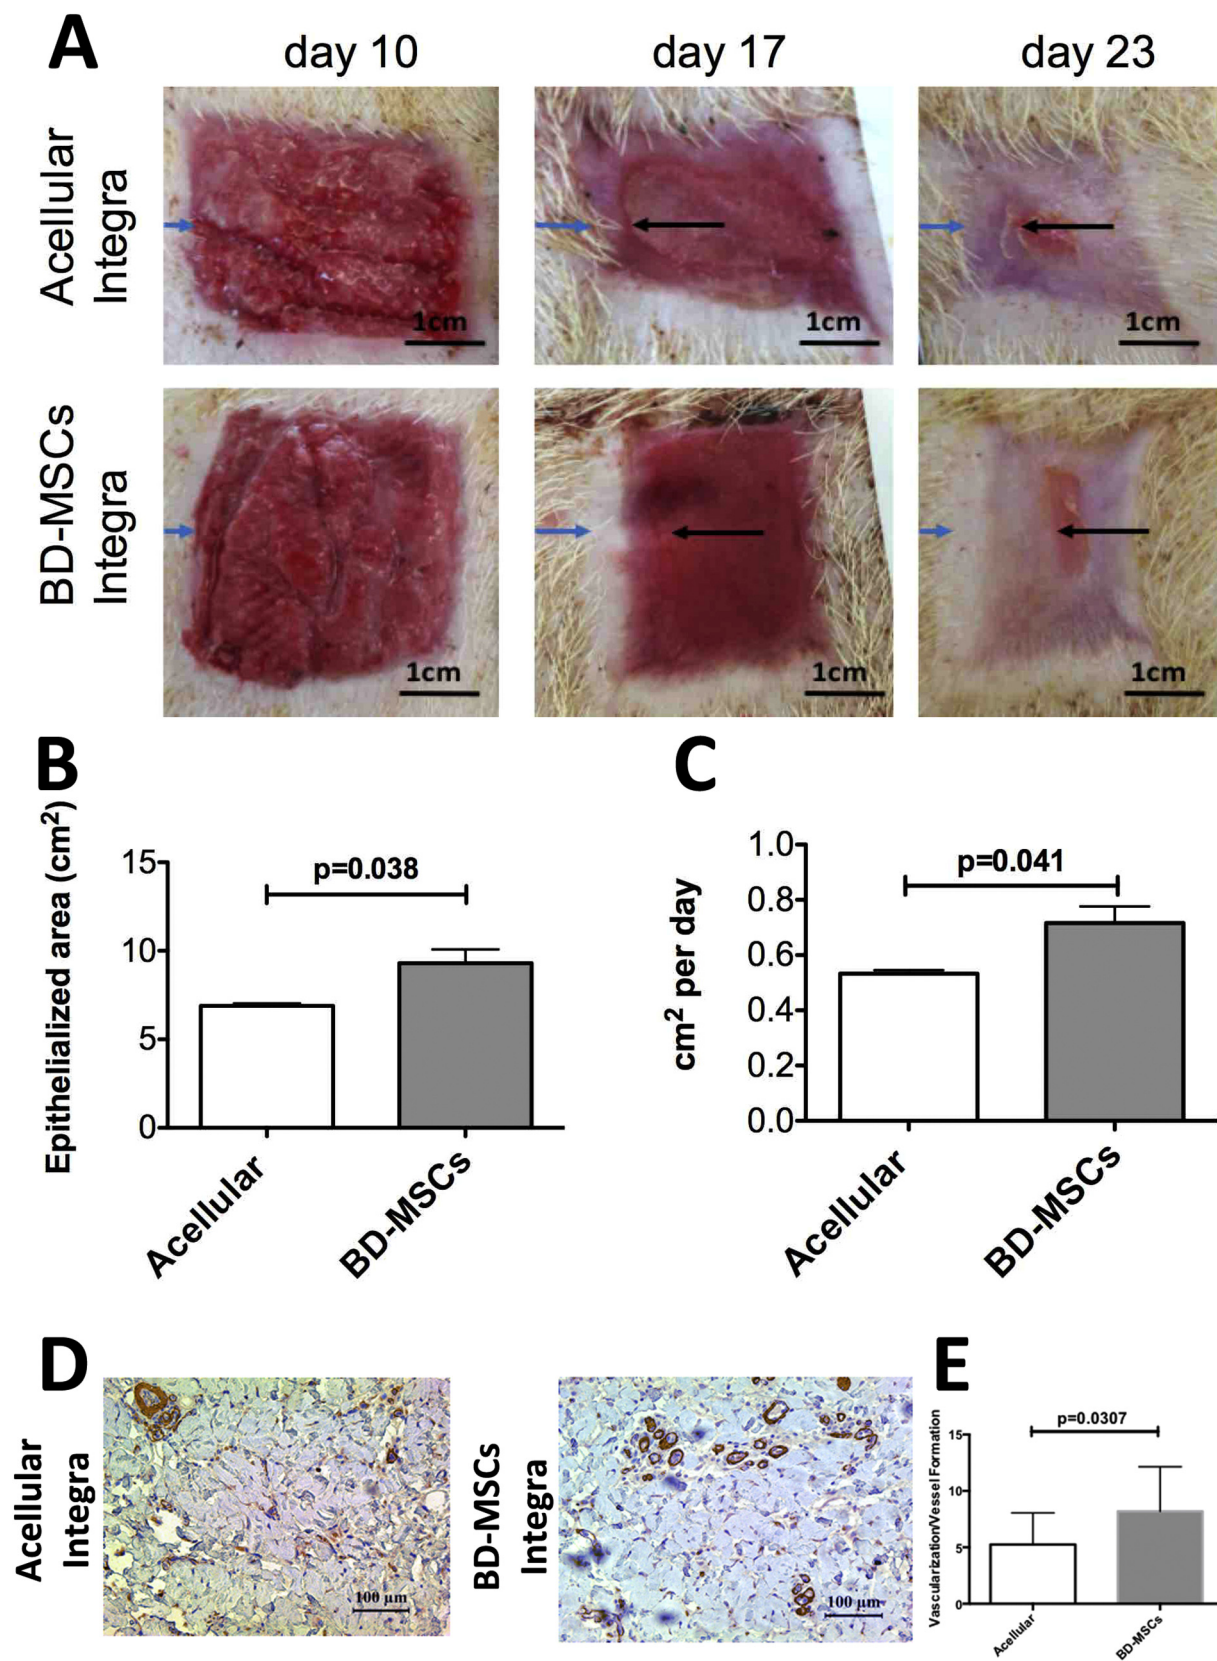 A
day 10
day 17
day 23
Acellular
Integra
1cm
1cm
1cm
BD-MSCs
Integra
1cm
1cm
1cm
B
Epithelialized area (cm²)
15
10
5
0
p=0.038
Acellular
BD-MSCs
C
cm² per day
1.0
0.8
0.6
0.4
0.2
0.0
p=0.041
Acellular
BD-MSCs
D
Acellular
Integra
100 µm
BD-MSCs
Integra
100 µm
E
Vascularization/Vessel Formation
15
10
5
0
p=0.0307
Acellular
BD-MSCs